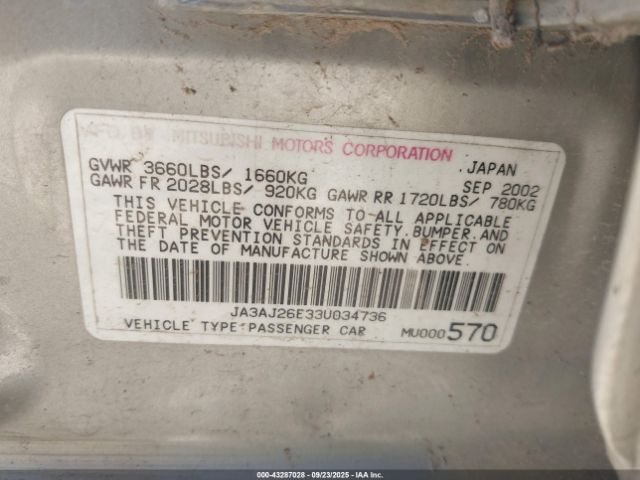 MFD BY MITSUBISHI MOTORS CORPORATION
GVWR 3660LBS/ 1660KG JAPAN
SEP 2002
GAWR FR 2028LBS/ 920KG GAWR RR 1720LBS/ 780KG
THIS VEHICLE CONFORMS TO ALL APPLICABLE
FEDERAL MOTOR VEHICLE SAFETY.BUMPER.AND
THEFT PREVENTION STANDARDS IN EFFECT ON
THE DATE OF MANUFACTURE SHOWN ABOVE.
JA3AJ26E33U034736
VEHICLE TYPE:PASSENGER CAR MU000570
000-43287028 - 09/23/2025 - IAAI.COM